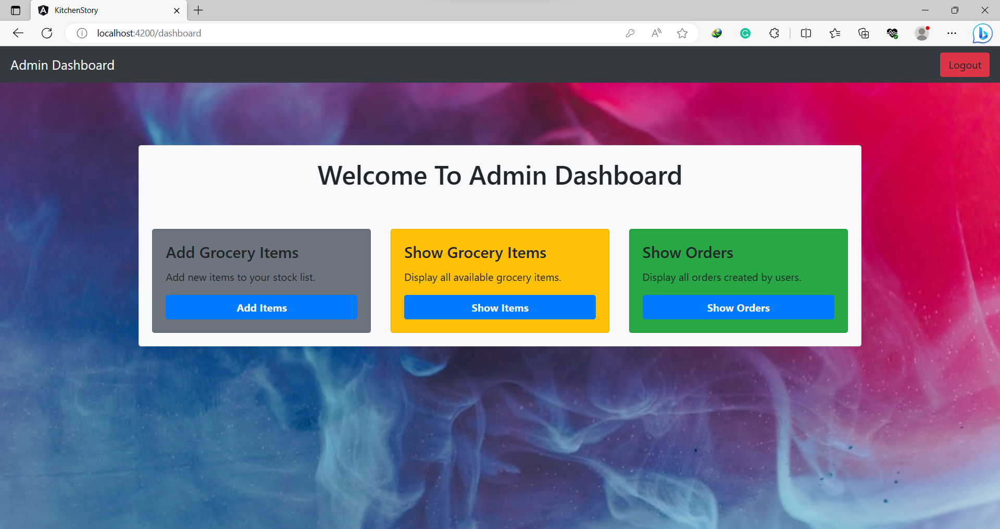 KitchenStory
localhost:4200/dashboard
Admin Dashboard
Logout
Welcome To Admin Dashboard
Add Grocery Items
Add new items to your stock list.
Add Items
Show Grocery Items
Display all available grocery items.
Show Items
Show Orders
Display all orders created by users.
Show Orders